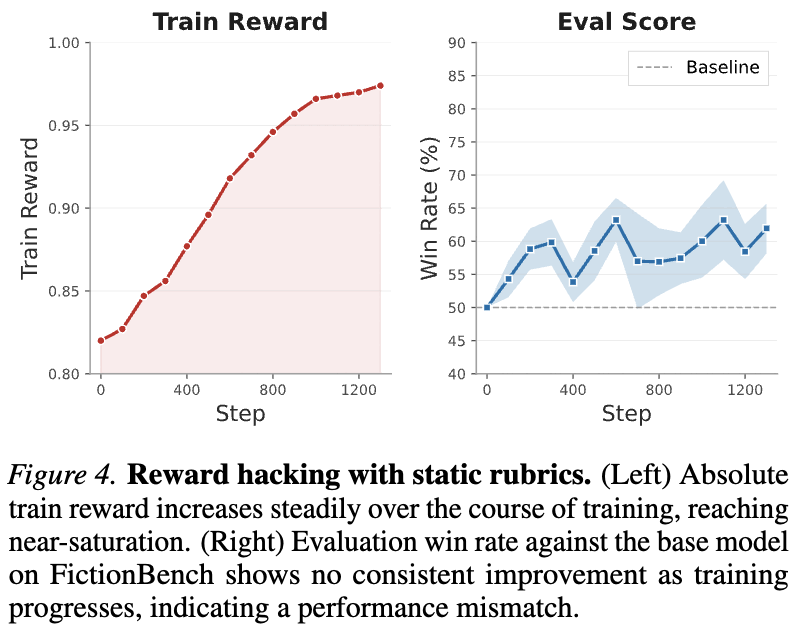 Train Reward
Eval Score
1.00
0.95
0.90
0.85
0.80
Train Reward
0
400
800
1200
Step
90
85
80
75
70
65
60
55
50
45
40
Win Rate (%)
Baseline
0
400
800
1200
Step
Figure 4. Reward hacking with static rubrics. (Left) Absolute
train reward increases steadily over the course of training, reaching
near-saturation. (Right) Evaluation win rate against the base model
on FictionBench shows no consistent improvement as training
progresses, indicating a performance mismatch.